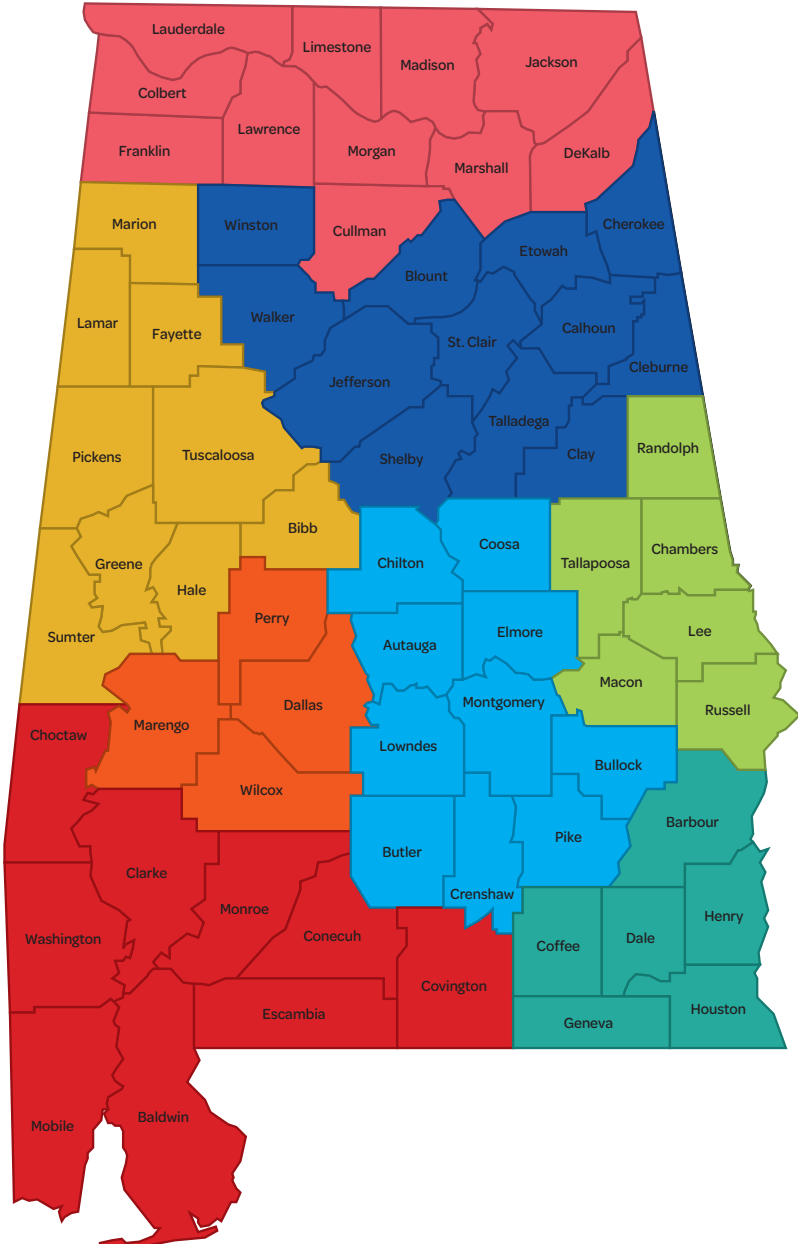 Lauderdale
Limestone
Madison
Jackson
Colbert
Lawrence
Franklin
Morgan
Marshall
DeKalb
Marion
Winston
Cullman
Cherokee
Etowah
Blount
Lamar
Fayette
Walker
St. Clair
Calhoun
Cleburne
Jefferson
Talladega
Pickens
Tuscaloosa
Shelby
Clay
Randolph
Bibb
Coosa
Chambers
Greene
Hale
Chilton
Tallapoosa
Perry
Sumter
Autauga
Elmore
Lee
Macon
Dallas
Montgomery
Russell
Choctaw
Marengo
Lowndes
Bullock
Wilcox
Barbour
Clarke
Butler
Pike
Crenshaw
Monroe
Henry
Washington
Conecuh
Coffee
Dale
Covington
Escambia
Geneva
Houston
Mobile
Baldwin